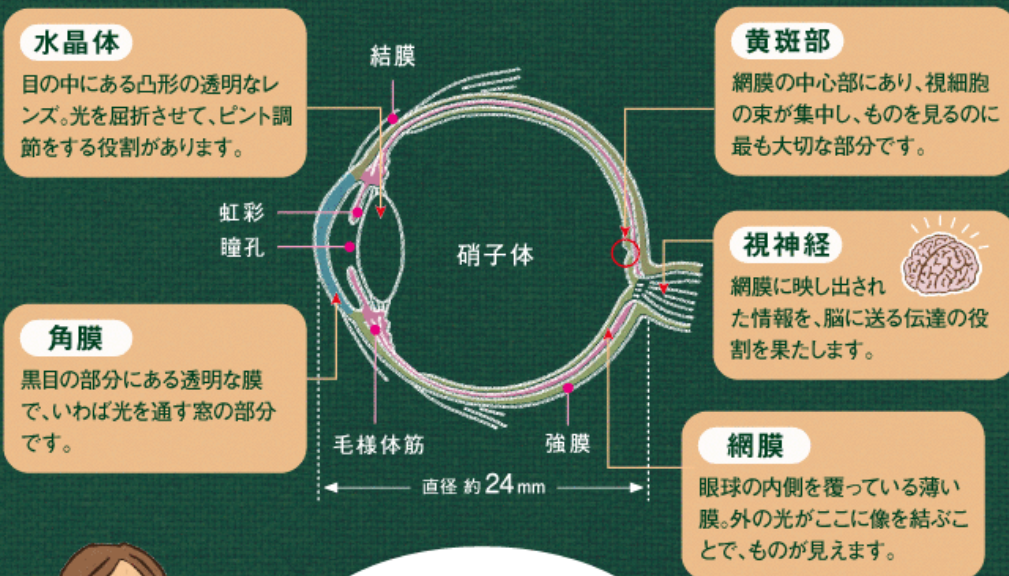 水晶体
目の中にある凸形の透明なレ
ンズ。光を屈折させて、ピント調
節をする役割があります。
結膜
黄斑部
網膜の中心部にあり、視細胞
の束が集中し、ものを見るのに
最も大切な部分です。
虹彩
瞳孔
硝子体
視神経
網膜に映し出され
た情報を、脳に送る伝達の役
割を果たします。
角膜
黒目の部分にある透明な膜
で、いわば光を通す窓の部分
です。
毛様体筋
強膜
直径 約24mm
網膜
眼球の内側を覆っている薄い
膜。外の光がここに像を結ぶこ
とで、ものが見えます。